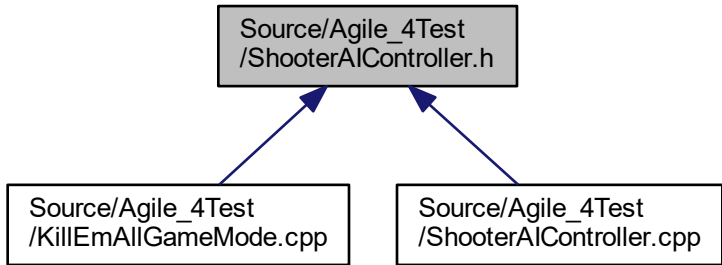 Source/Agile_4Test
/ShooterAIController.h
Source/Agile_4Test
/KillEmAllGameMode.cpp
Source/Agile_4Test
/ShooterAIController.cpp